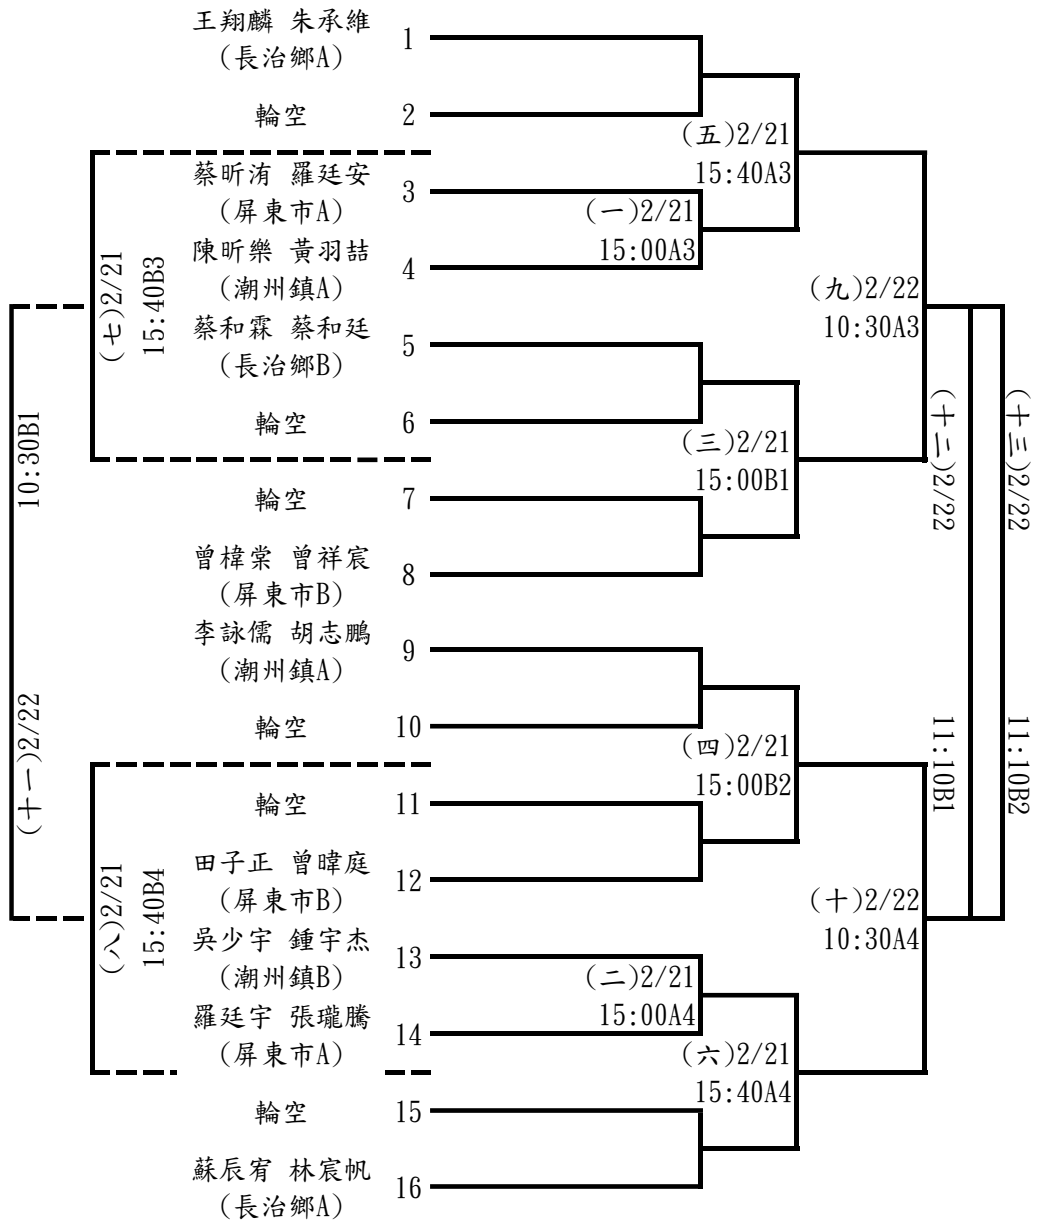 王翔麟 朱承維
(長治鄉A)
1
輪空
2
(五)2/21
15:40A3
蔡昕洧 羅廷安
(屏東市A)
3
(一)2/21
15:00A3
陳昕樂 黃羽喆
(潮州鎮A)
4
(七)2/21
15:40B3
(九)2/22
10:30A3
蔡和霖 蔡和廷
(長治鄉B)
5
輪空
6
(三)2/21
15:00B1
輪空
7
曾樟棠 曾祥宸
(屏東市B)
8
李詠儒 胡志鵬
(潮州鎮A)
9
輪空
10
(四)2/21
15:00B2
輪空
11
田子正 曾暐庭
(屏東市B)
12
(八)2/21
15:40B4
(十)2/22
10:30A4
吳少宇 鍾宇杰
(潮州鎮B)
13
(二)2/21
15:00A4
羅廷宇 張瓏騰
(屏東市A)
14
(六)2/21
15:40A4
輪空
15
蘇辰宥 林宸帆
(長治鄉A)
16
(十一)2/22
10:30B1
(十二)2/22
11:10B1
(十三)2/22
11:10B2